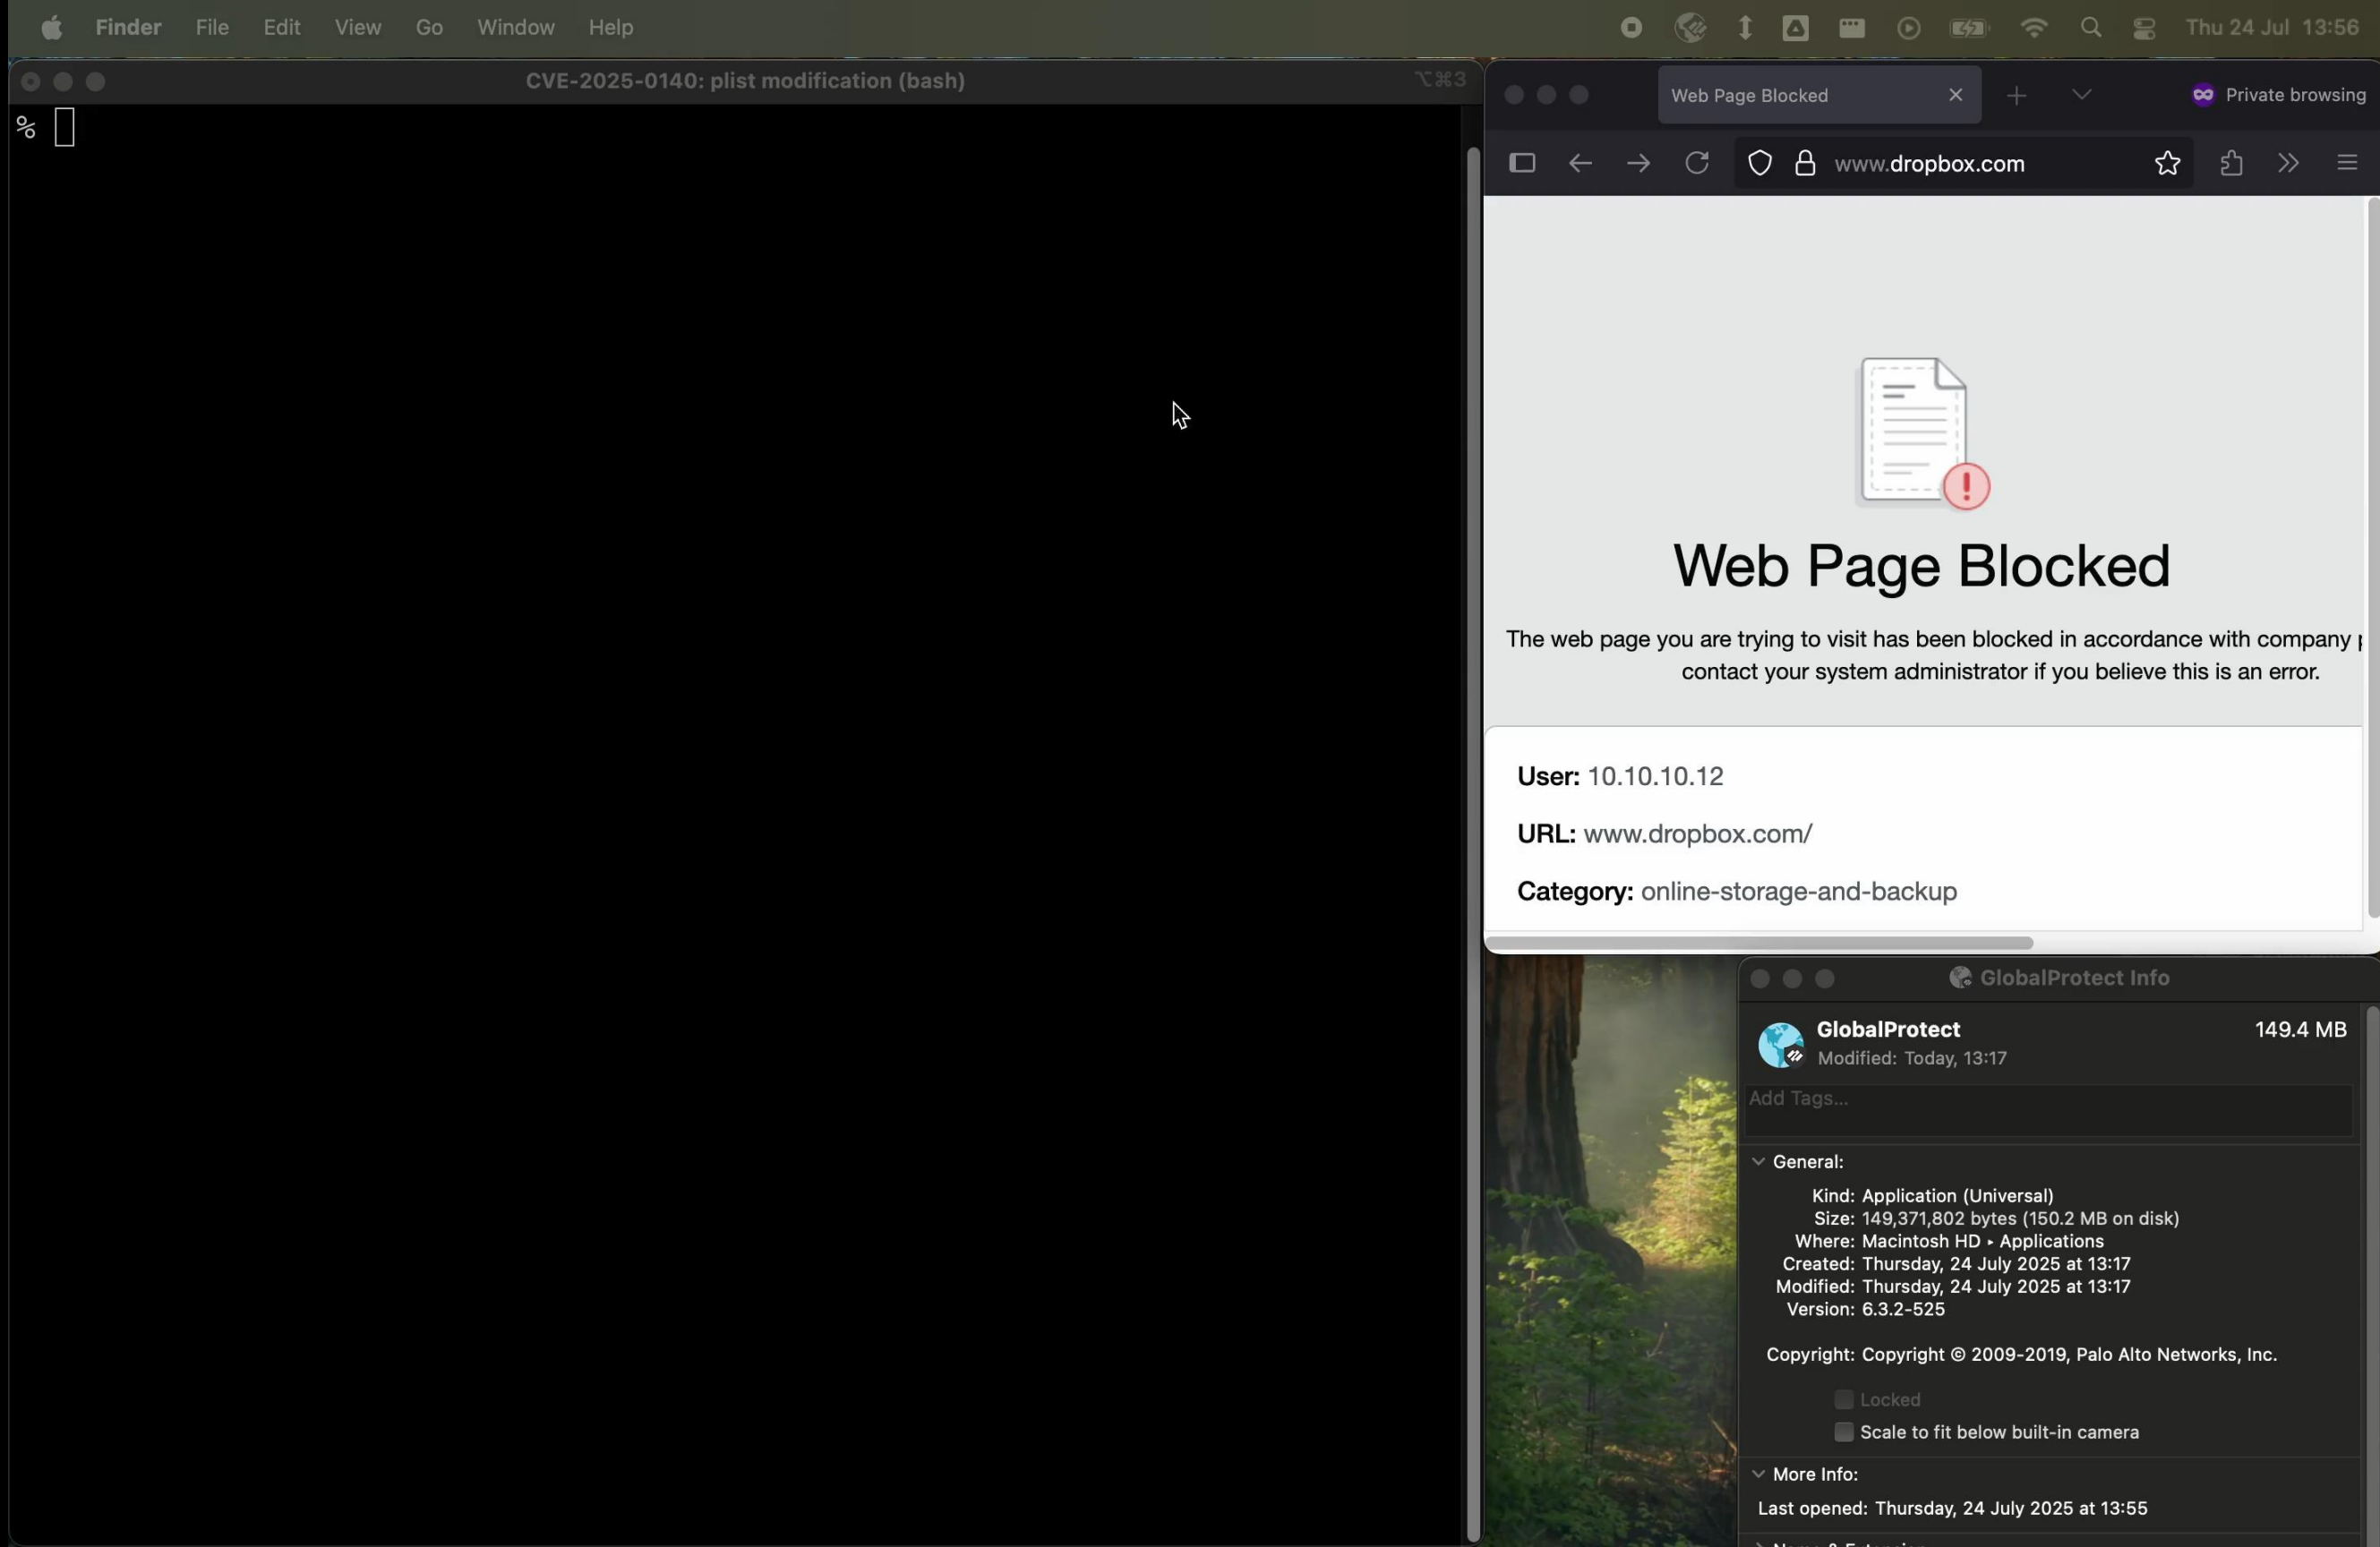 Finder File Edit View Go Window Help Thu 24 Jul 13:56
CVE-2025-0140: plist modification (bash) ⌥⌘3
%
Web Page Blocked Private browsing
www.dropbox.com
Web Page Blocked
The web page you are trying to visit has been blocked in accordance with company
contact your system administrator if you believe this is an error.
User: 10.10.10.12
URL: www.dropbox.com/
Category: online-storage-and-backup
GlobalProtect Info
GlobalProtect 149.4 MB
Modified: Today, 13:17
Add Tags...
General:
Kind: Application (Universal)
Size: 149,371,802 bytes (150.2 MB on disk)
Where: Macintosh HD ▸ Applications
Created: Thursday, 24 July 2025 at 13:17
Modified: Thursday, 24 July 2025 at 13:17
Version: 6.3.2-525
Copyright: Copyright © 2009-2019, Palo Alto Networks, Inc.
Locked
Scale to fit below built-in camera
More Info:
Last opened: Thursday, 24 July 2025 at 13:55